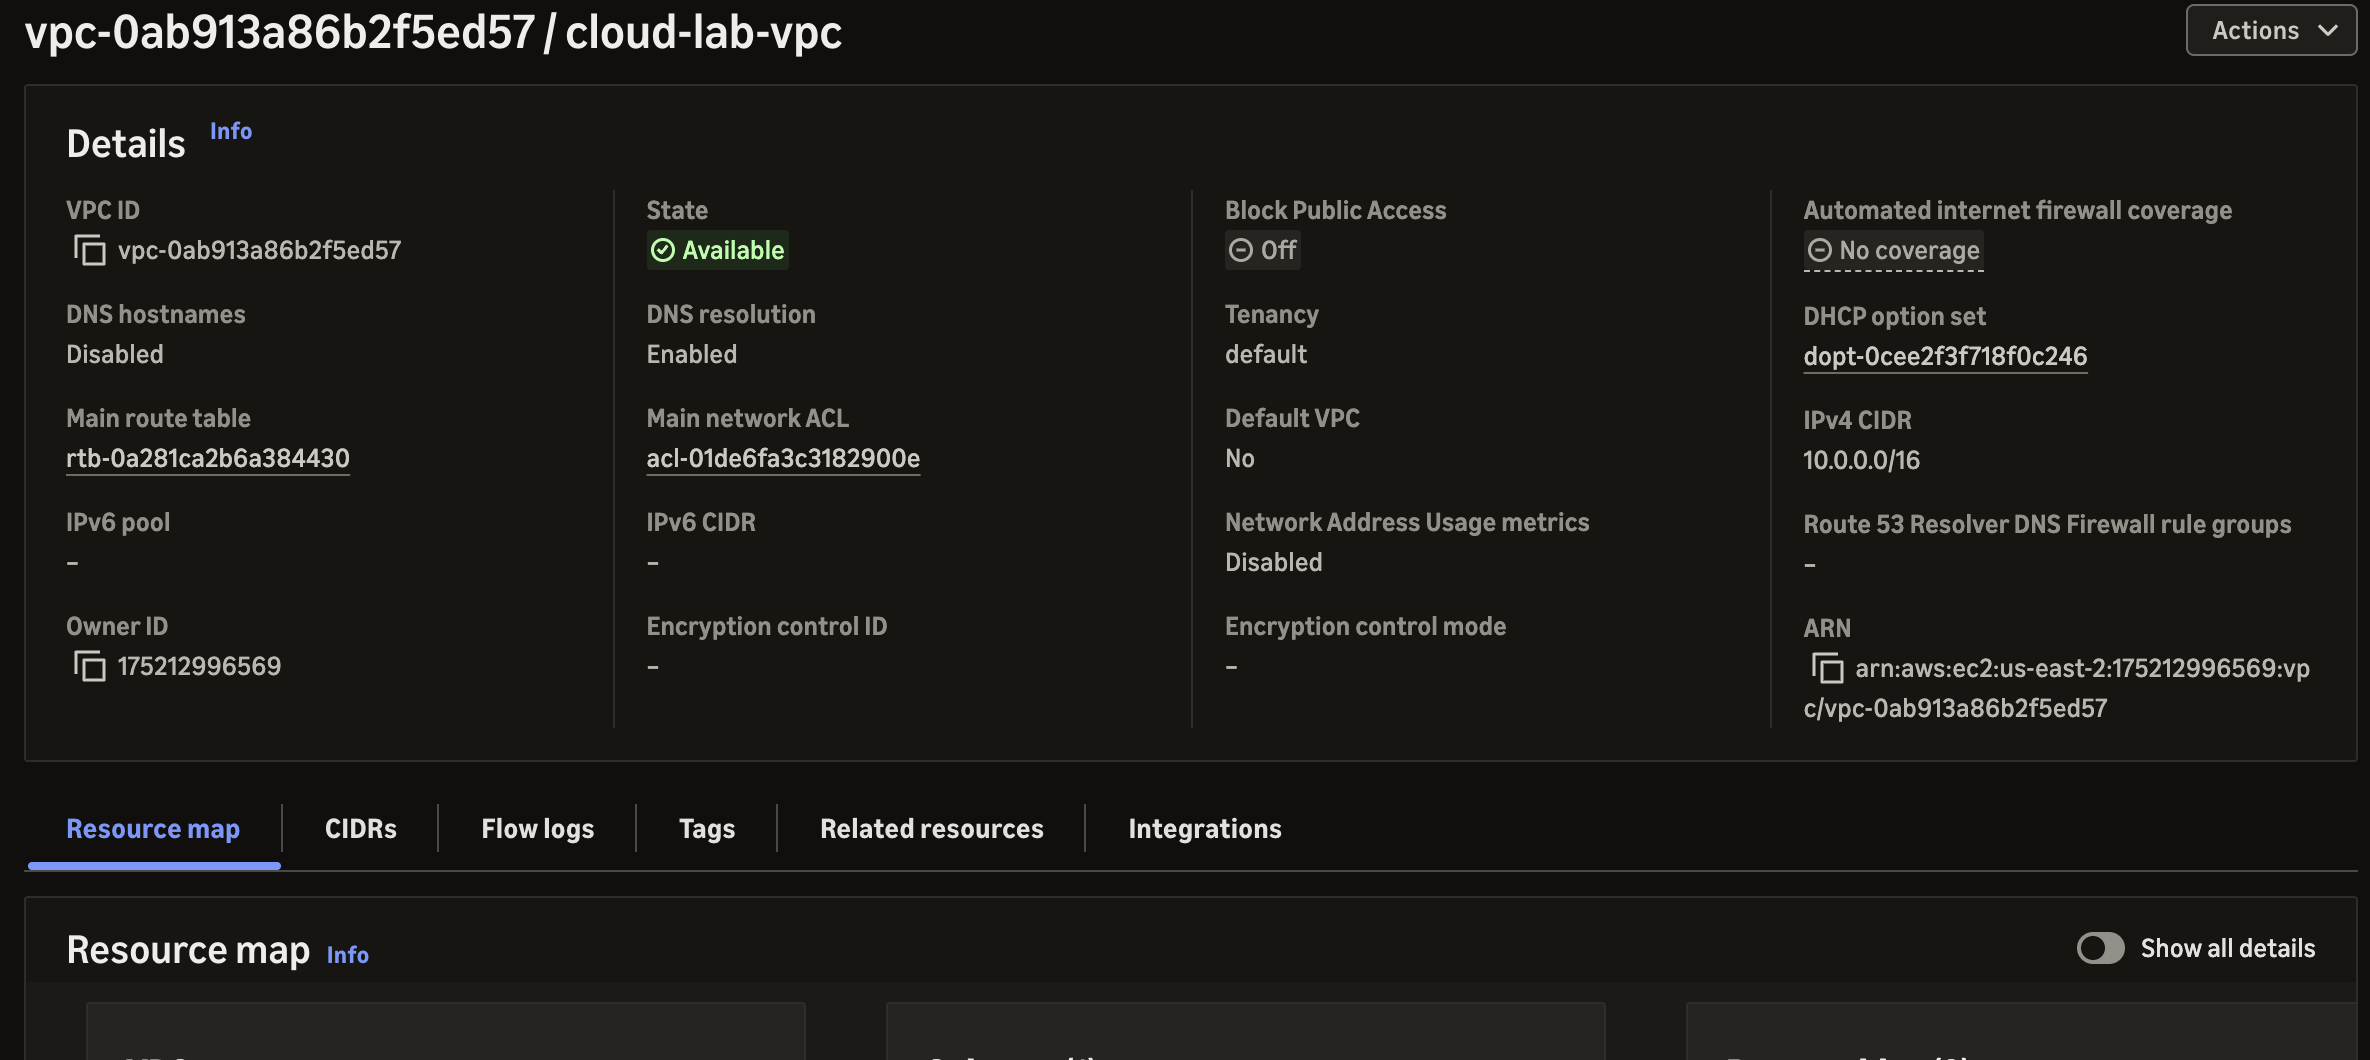 vpc-0ab913a86b2f5ed57 / cloud-lab-vpc
Actions
Details Info
VPC ID
vpc-0ab913a86b2f5ed57
State
Available
Block Public Access
Off
Automated internet firewall coverage
No coverage
DNS hostnames
Disabled
DNS resolution
Enabled
Tenancy
default
DHCP option set
dopt-0cee2f3f718f0c246
Main route table
rtb-0a281ca2b6a384430
Main network ACL
acl-01de6fa3c3182900e
Default VPC
No
IPv4 CIDR
10.0.0.0/16
IPv6 pool
–
IPv6 CIDR
–
Network Address Usage metrics
Disabled
Route 53 Resolver DNS Firewall rule groups
–
Owner ID
175212996569
Encryption control ID
–
Encryption control mode
–
ARN
arn:aws:ec2:us-east-2:175212996569:vp
c/vpc-0ab913a86b2f5ed57
Resource map
CIDRs
Flow logs
Tags
Related resources
Integrations
Resource map Info
Show all details